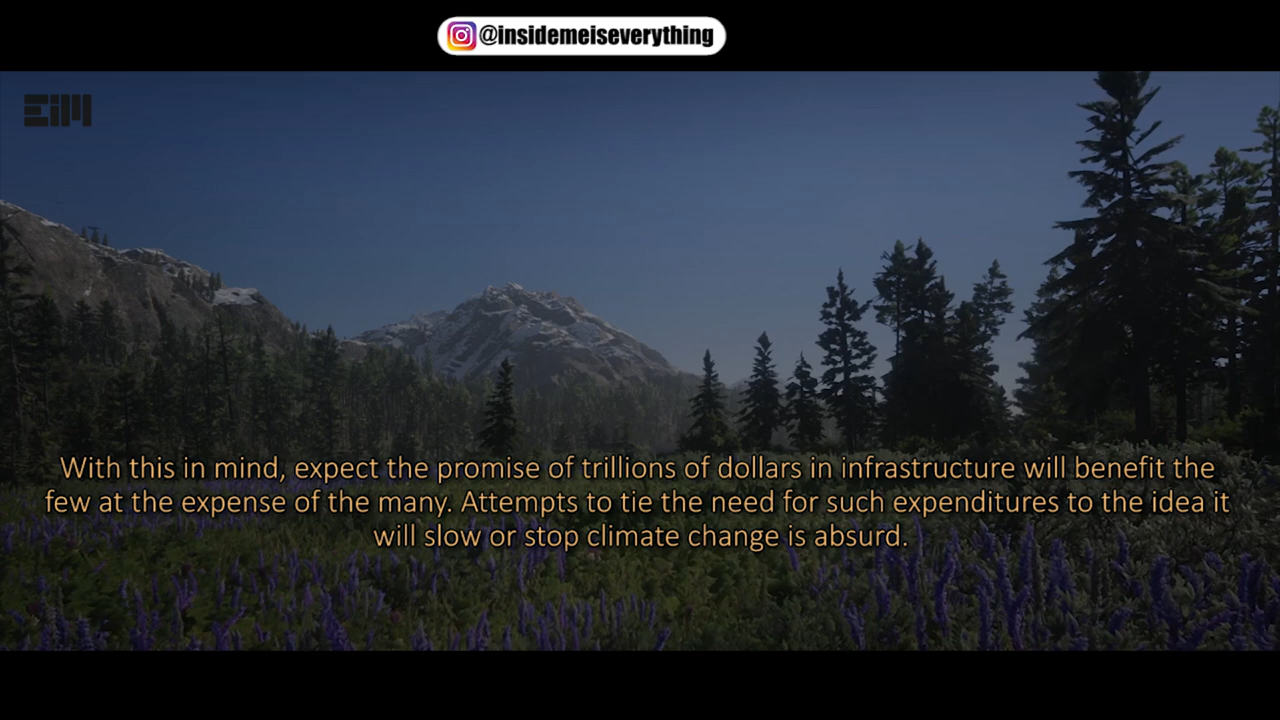 @insidemeiseverything
EiM
With this in mind, expect the promise of trillions of dollars in infrastructure will benefit the
few at the expense of the many. Attempts to tie the need for such expenditures to the idea it
will slow or stop climate change is absurd.